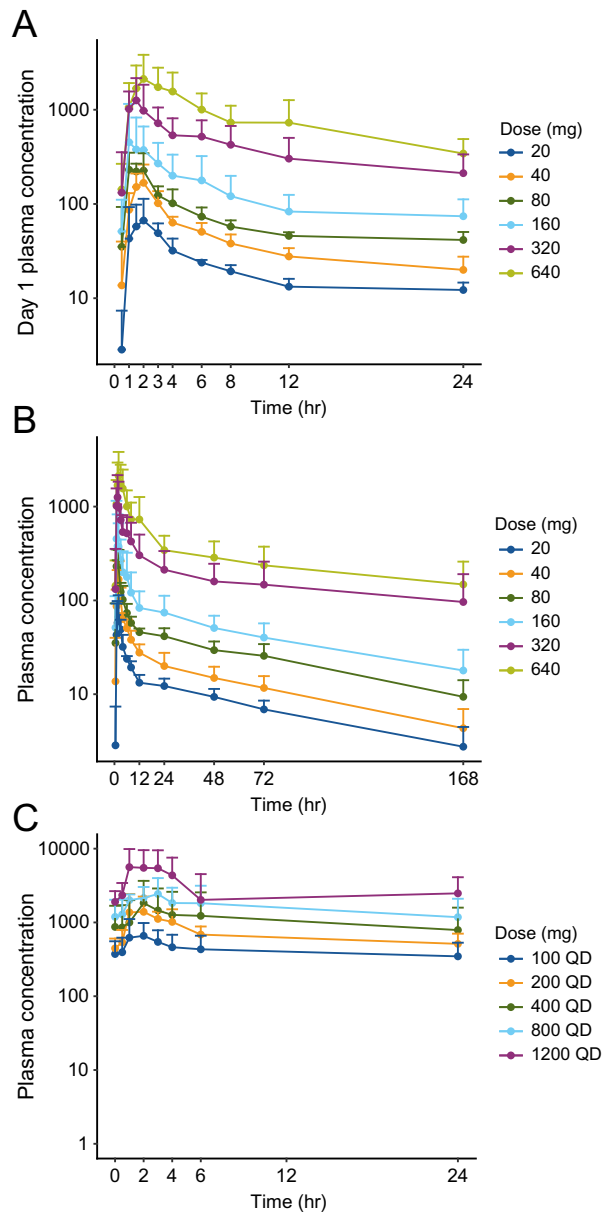 A
Day 1 plasma concentration
1000
100
10
0 1 2 3 4 6 8 12 24
Time (hr)
Dose (mg)
20
40
80
160
320
640
B
Plasma concentration
1000
100
10
0 12 24 48 72 168
Time (hr)
Dose (mg)
20
40
80
160
320
640
C
Plasma concentration
10000
1000
100
10
1
0 2 4 6 12 24
Time (hr)
Dose (mg)
100 QD
200 QD
400 QD
800 QD
1200 QD